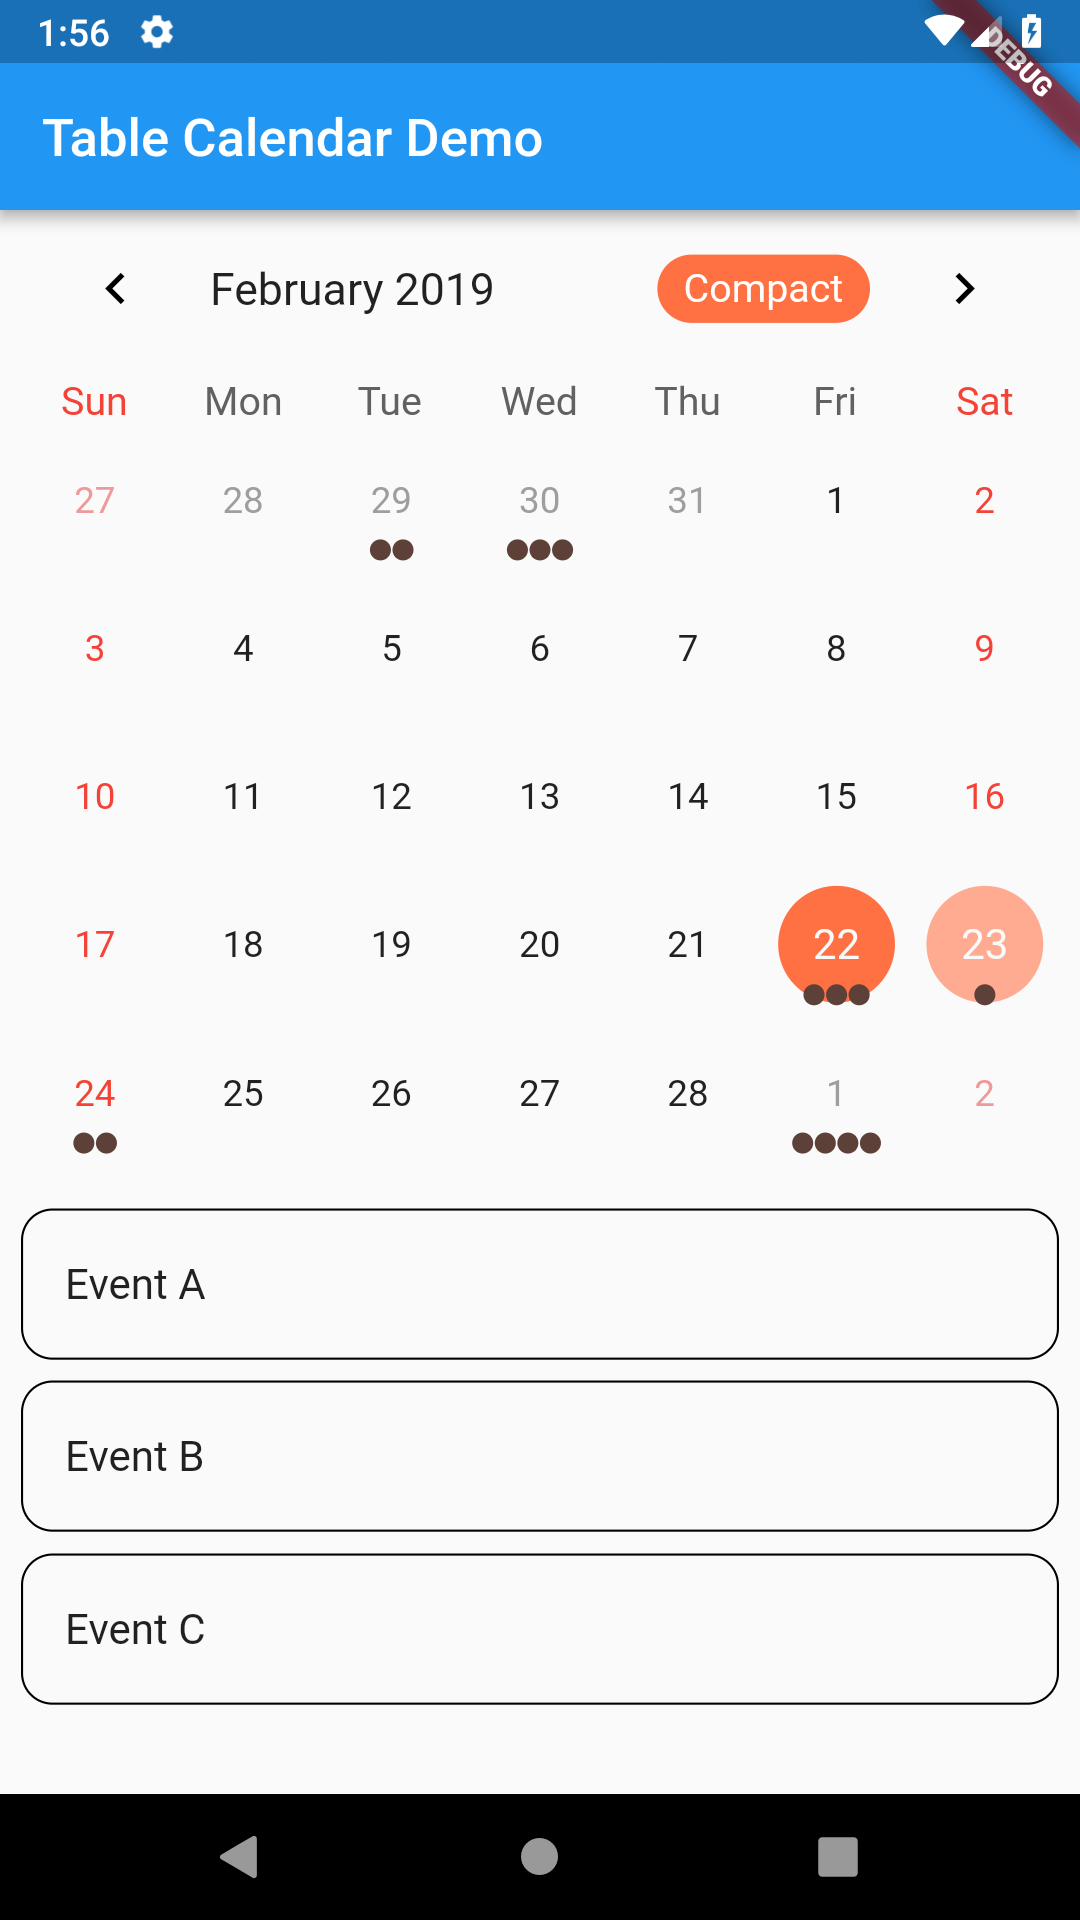 1:56
DEBUG
Table Calendar Demo
February 2019 Compact
Sun Mon Tue Wed Thu Fri Sat
27 28 29 30 31 1 2
3 4 5 6 7 8 9
10 11 12 13 14 15 16
17 18 19 20 21 22 23
24 25 26 27 28 1 2
Event A
Event B
Event C